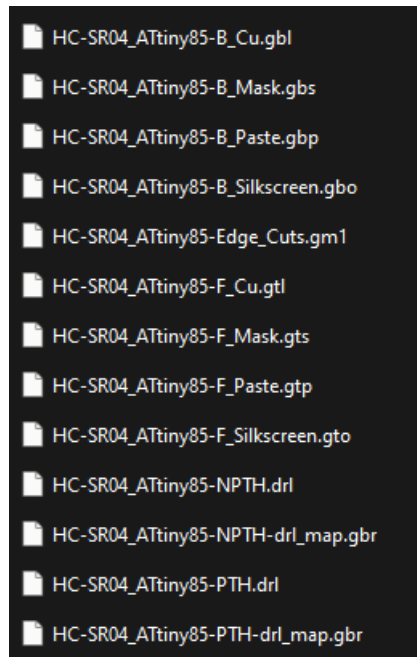 HC-SR04_ATtiny85-B_Cu.gbl
HC-SR04_ATtiny85-B_Mask.gbs
HC-SR04_ATtiny85-B_Paste.gbp
HC-SR04_ATtiny85-B_Silkscreen.gbo
HC-SR04_ATtiny85-Edge_Cuts.gm1
HC-SR04_ATtiny85-F_Cu.gtl
HC-SR04_ATtiny85-F_Mask.gts
HC-SR04_ATtiny85-F_Paste.gtp
HC-SR04_ATtiny85-F_Silkscreen.gto
HC-SR04_ATtiny85-NPTH.drl
HC-SR04_ATtiny85-NPTH-drl_map.gbr
HC-SR04_ATtiny85-PTH.drl
HC-SR04_ATtiny85-PTH-drl_map.gbr